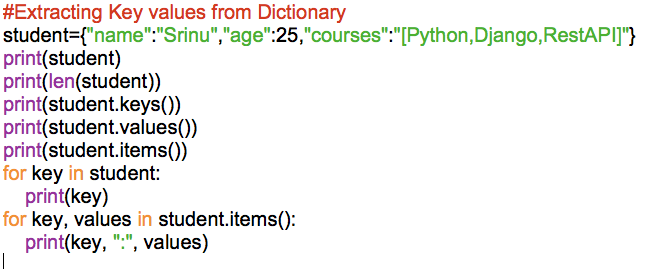 #Extracting Key values from Dictionary
student={"name":"Srinu","age":25,"courses":"[Python,Django,RestAPI]"}
print(student)
print(len(student))
print(student.keys())
print(student.values())
print(student.items())
for key in student:
    print(key)
for key, values in student.items():
    print(key, ":", values)